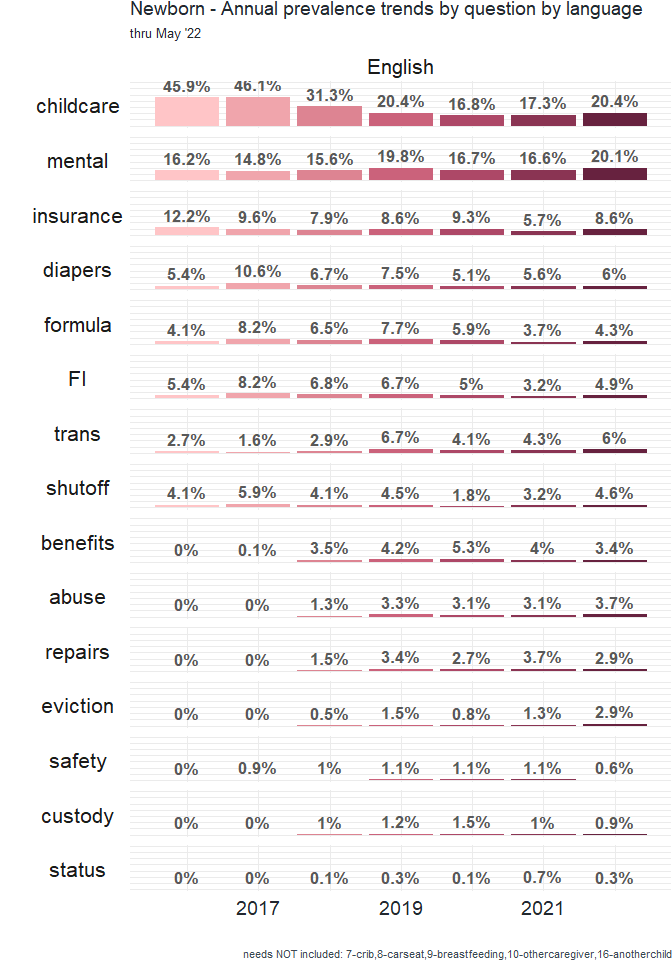 Newborn - Annual prevalence trends by question by language
thru May '22
English
childcare 45.9% 46.1% 31.3% 20.4% 16.8% 17.3% 20.4%
mental 16.2% 14.8% 15.6% 19.8% 16.7% 16.6% 20.1%
insurance 12.2% 9.6% 7.9% 8.6% 9.3% 5.7% 8.6%
diapers 5.4% 10.6% 6.7% 7.5% 5.1% 5.6% 6%
formula 4.1% 8.2% 6.5% 7.7% 5.9% 3.7% 4.3%
FI 5.4% 8.2% 6.8% 6.7% 5% 3.2% 4.9%
trans 2.7% 1.6% 2.9% 6.7% 4.1% 4.3% 6%
shutoff 4.1% 5.9% 4.1% 4.5% 1.8% 3.2% 4.6%
benefits 0% 0.1% 3.5% 4.2% 5.3% 4% 3.4%
abuse 0% 0% 1.3% 3.3% 3.1% 3.1% 3.7%
repairs 0% 0% 1.5% 3.4% 2.7% 3.7% 2.9%
eviction 0% 0% 0.5% 1.5% 0.8% 1.3% 2.9%
safety 0% 0.9% 1% 1.1% 1.1% 1.1% 0.6%
custody 0% 0% 1% 1.2% 1.5% 1% 0.9%
status 0% 0% 0.1% 0.3% 0.1% 0.7% 0.3%
2017 2019 2021
needs NOT included: 7-crib,8-carseat,9-breastfeeding,10-othercaregiver,16-anotherchild